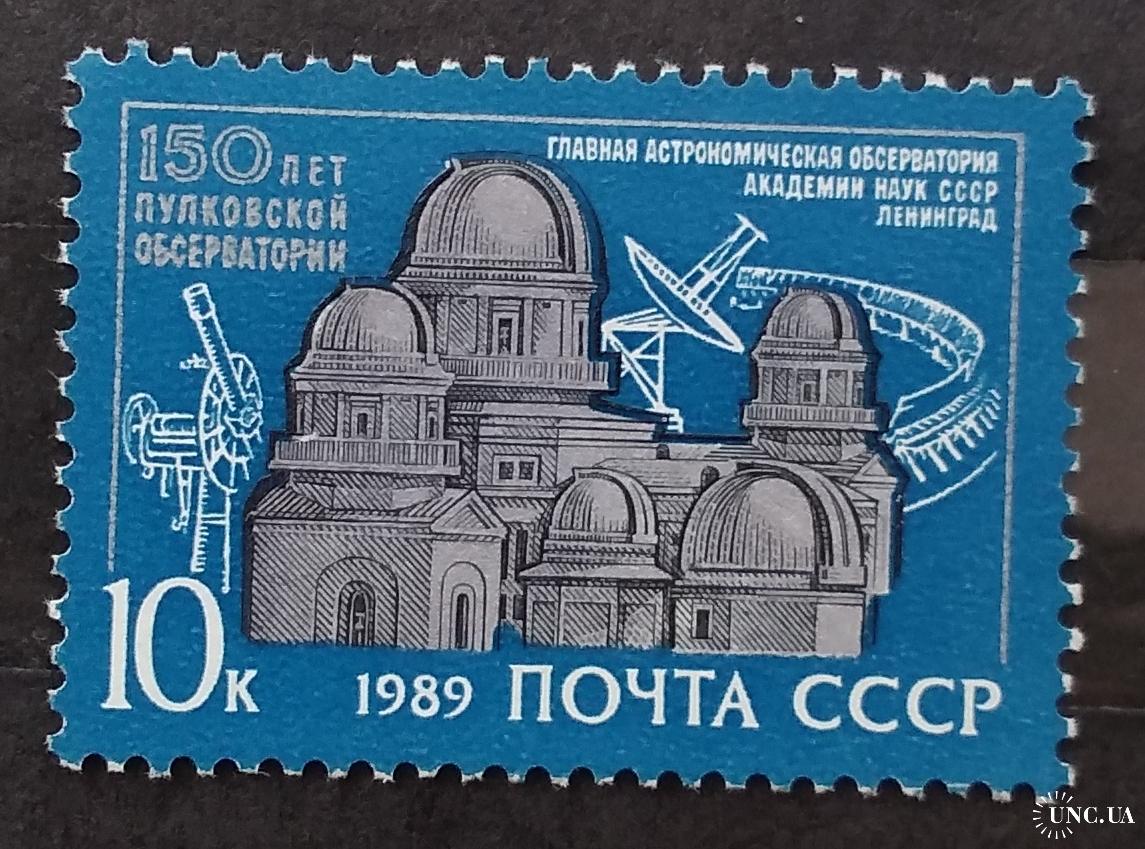 150 ЛЕТ
ПУЛКОВСКОЙ
ОБСЕРВАТОРИИ
ГЛАВНАЯ АСТРОНОМИЧЕСКАЯ ОБСЕРВАТОРИЯ
АКАДЕМИИ НАУК СССР
ЛЕНИНГРАД
10к 1989 ПОЧТА СССР
UNC.UA